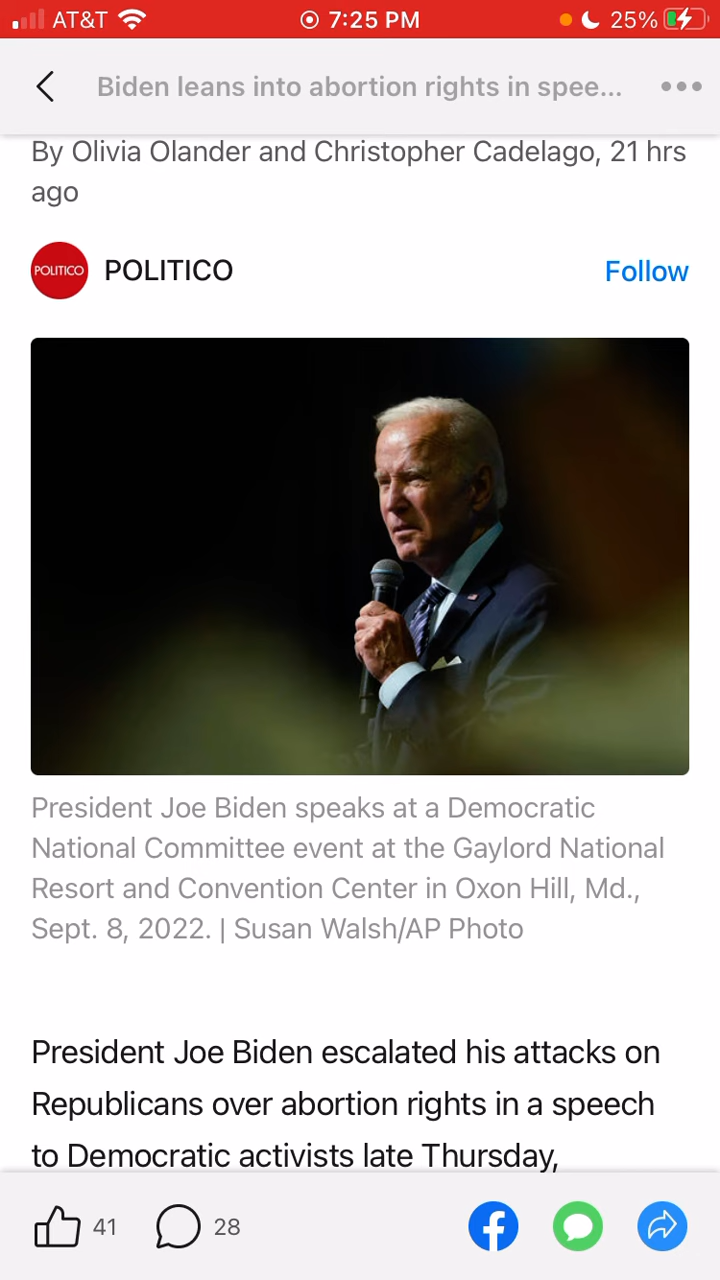 AT&T 7:25 PM 25%
Biden leans into abortion rights in spee...
By Olivia Olander and Christopher Cadelago, 21 hrs
ago
POLITICO POLITICO Follow
President Joe Biden speaks at a Democratic
National Committee event at the Gaylord National
Resort and Convention Center in Oxon Hill, Md.,
Sept. 8, 2022. | Susan Walsh/AP Photo
President Joe Biden escalated his attacks on
Republicans over abortion rights in a speech
to Democratic activists late Thursday,
41 28